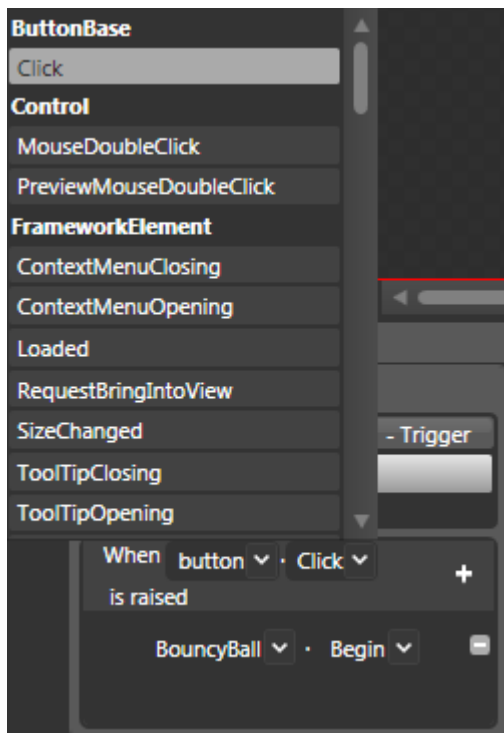 ButtonBase
Click
Control
MouseDoubleClick
PreviewMouseDoubleClick
FrameworkElement
ContextMenuClosing
ContextMenuOpening
Loaded
RequestBringIntoView
SizeChanged
- Trigger
ToolTipClosing
ToolTipOpening
When button · Click
is raised
BouncyBall · Begin